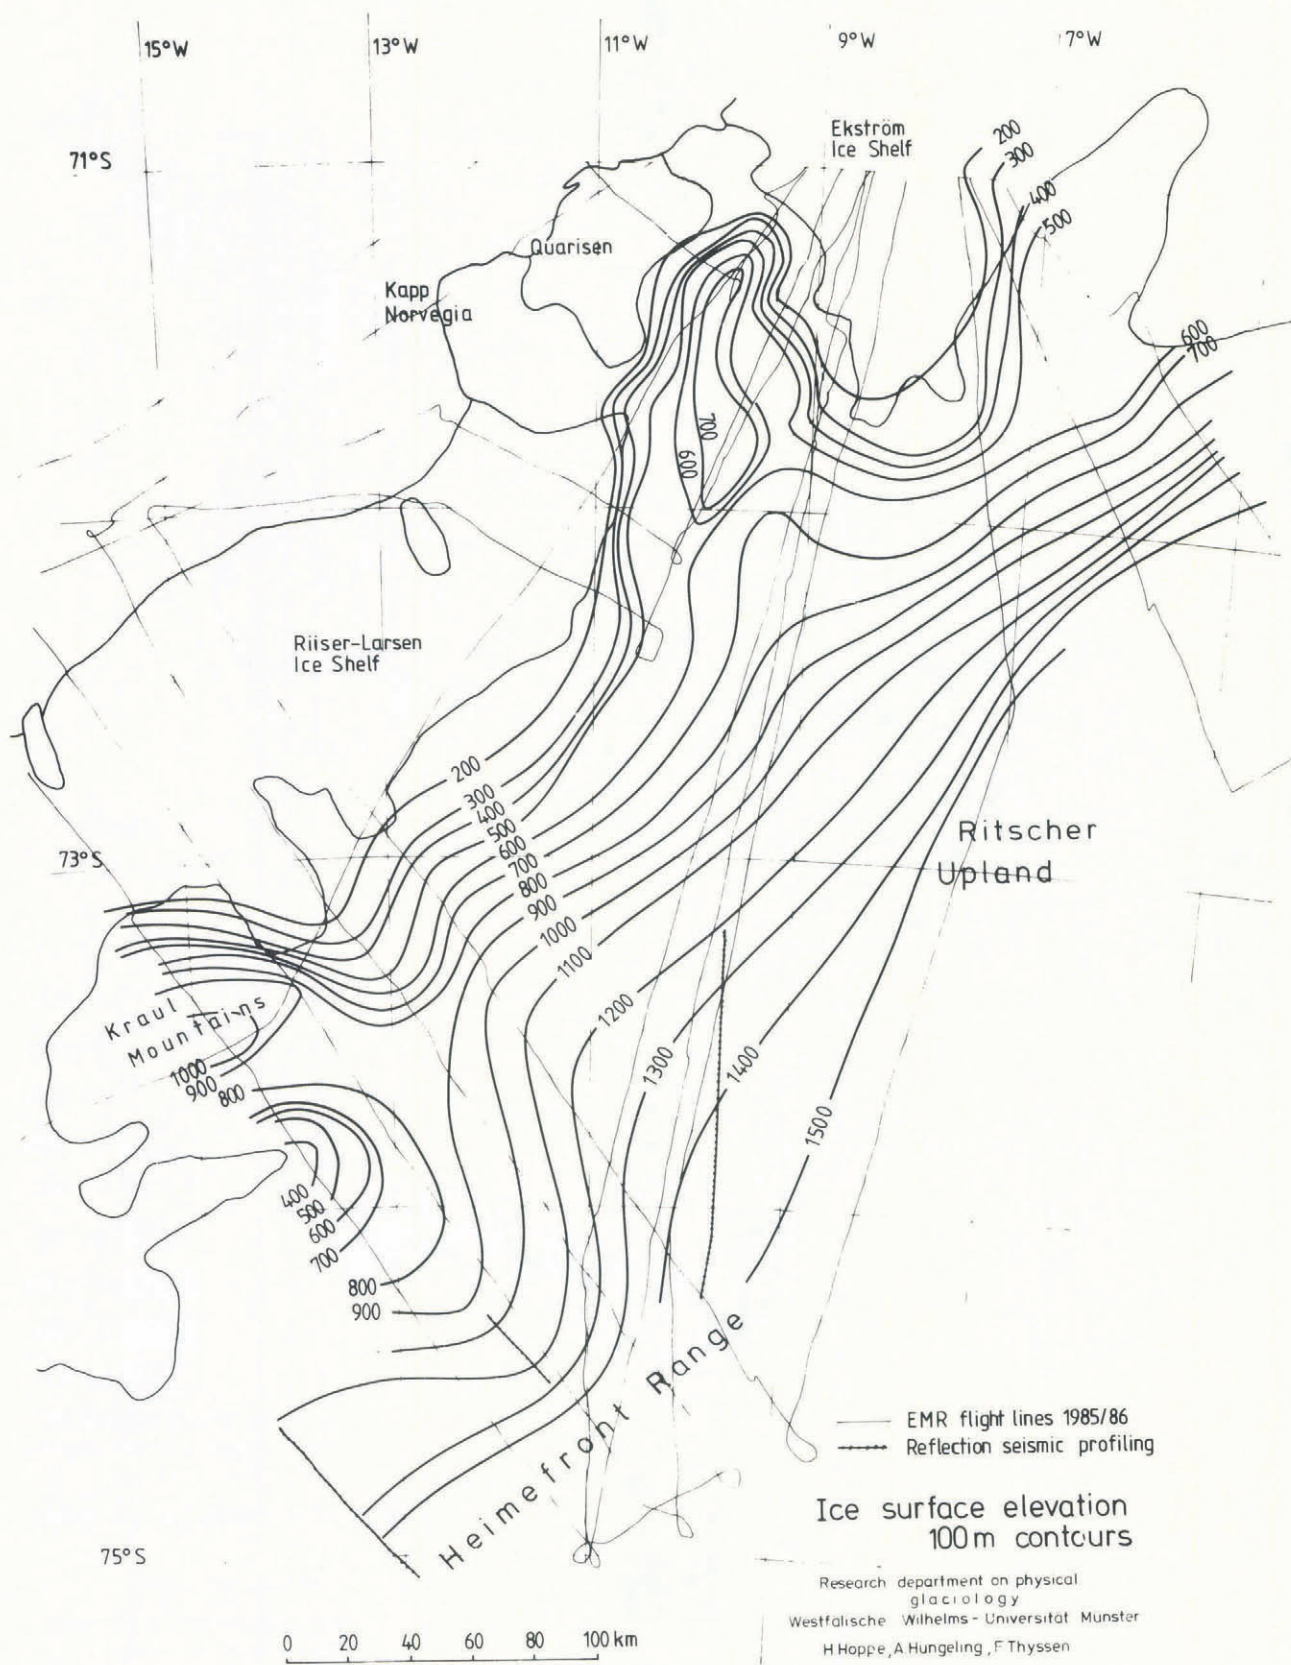 15°W
13°W
11°W
9°W
7°W
71°S
Ekström
Ice Shelf
200
300
400
500
Quarisen
Kapp
Norvegia
600
700
700
600
Riiser-Larsen
Ice Shelf
200
300
400
500
600
700
800
900
1000
1100
1200
1300
1400
1500
73°S
Ritscher
Upland
Kraul
Mountains
1000
900
800
400
500
600
700
800
900
Heimefront Range
EMR flight lines 1985/86
Reflection seismic profiling
Ice surface elevation
100m contours
75°S
Research department on physical
glaciology
Westfälische Wilhelms-Universität Münster
H Hoppe, A.Hungeling, F Thyssen
0 20 40 60 80 100 km